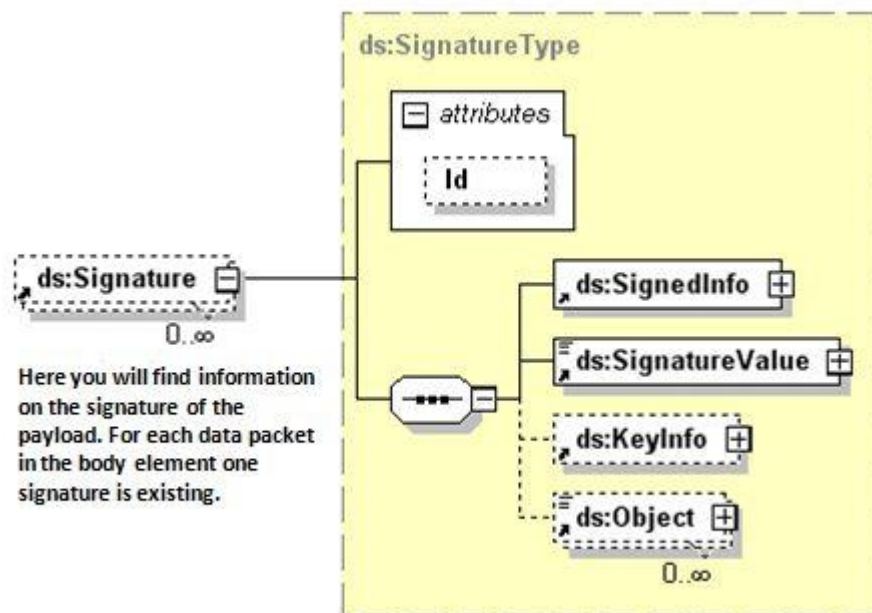 ds:SignatureType
attributes
Id
ds:Signature
0..∞
Here you will find information
on the signature of the
payload. For each data packet
in the body element one
signature is existing.
ds:SignedInfo
ds:SignatureValue
ds:KeyInfo
ds:Object
0..∞